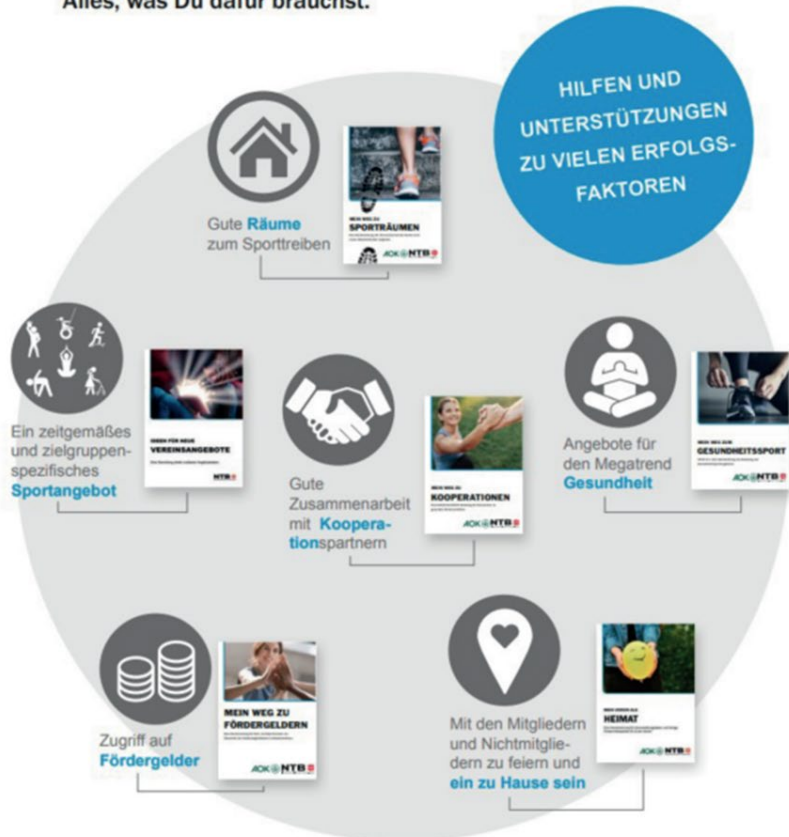 Alles, was Du dafür brauchst.
HILFEN UND
UNTERSTÜTZUNGEN
ZU VIELEN ERFOLGS-
FAKTOREN
Gute Räume
zum Sporttreiben
MEIN WEG ZU
SPORTRÄUMEN
AOK NTB
Ein zeitgemäßes
und zielgruppen-
spezifisches
Sportangebot
IDEEN FÜR NEUE
VEREINSANGEBOTE
NTB
Gute
Zusammenarbeit
mit Koopera-
tionspartnern
MEIN WEG ZU
KOOPERATIONEN
AOK NTB
Angebote für
den Megatrend
Gesundheit
MEIN WEG ZUM
GESUNDHEITSSPORT
AOK NTB
Zugriff auf
Fördergelder
MEIN WEG ZU
FÖRDERGELDERN
AOK NTB
Mit den Mitgliedern
und Nichtmitglie-
dern zu feiern und
ein zu Hause sein
MEIN VEREIN ALS
HEIMAT
AOK NTB